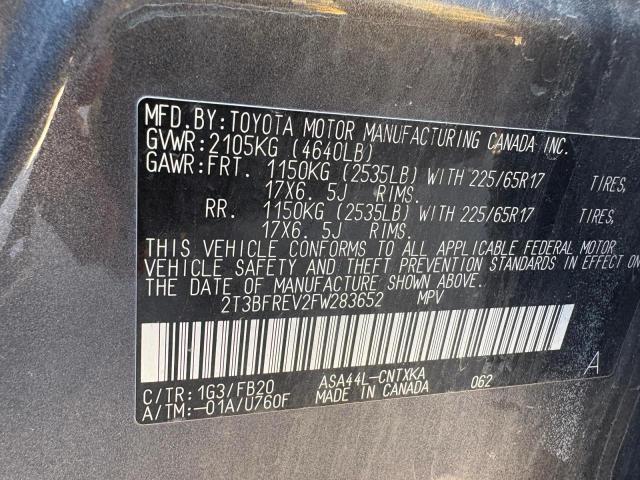 MFD.BY:TOYOTA MOTOR MANUFACTURING CANADA INC.
GVWR:2105KG (4640LB)
GAWR:FRT. 1150KG (2535LB) WITH 225/65R17 TIRES,
17X6. 5J RIMS.
RR. 1150KG (2535LB) WITH 225/65R17 TIRES,
17X6. 5J RIMS.
THIS VEHICLE CONFORMS TO ALL APPLICABLE FEDERAL MOTOR
VEHICLE SAFETY AND THEFT PREVENTION STANDARDS IN EFFECT ON
THE DATE OF MANUFACTURE SHOWN ABOVE.
2T3BFREV2FW283652 MPV
C/TR:1G3/FB20 ASA44L-CNTXKA 062 A
A/TM:-01A/U760F MADE IN CANADA